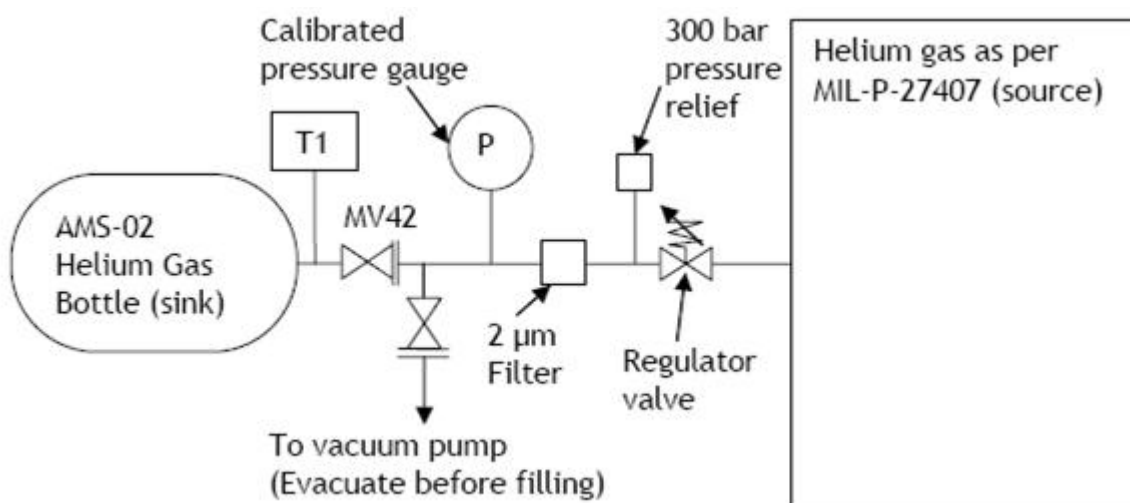 Calibrated
pressure gauge
300 bar
pressure
relief
Helium gas as per
MIL-P-27407 (source)
T1
P
MV42
AMS-02
Helium Gas
Bottle (sink)
2 µm
Filter
Regulator
valve
To vacuum pump
(Evacuate before filling)